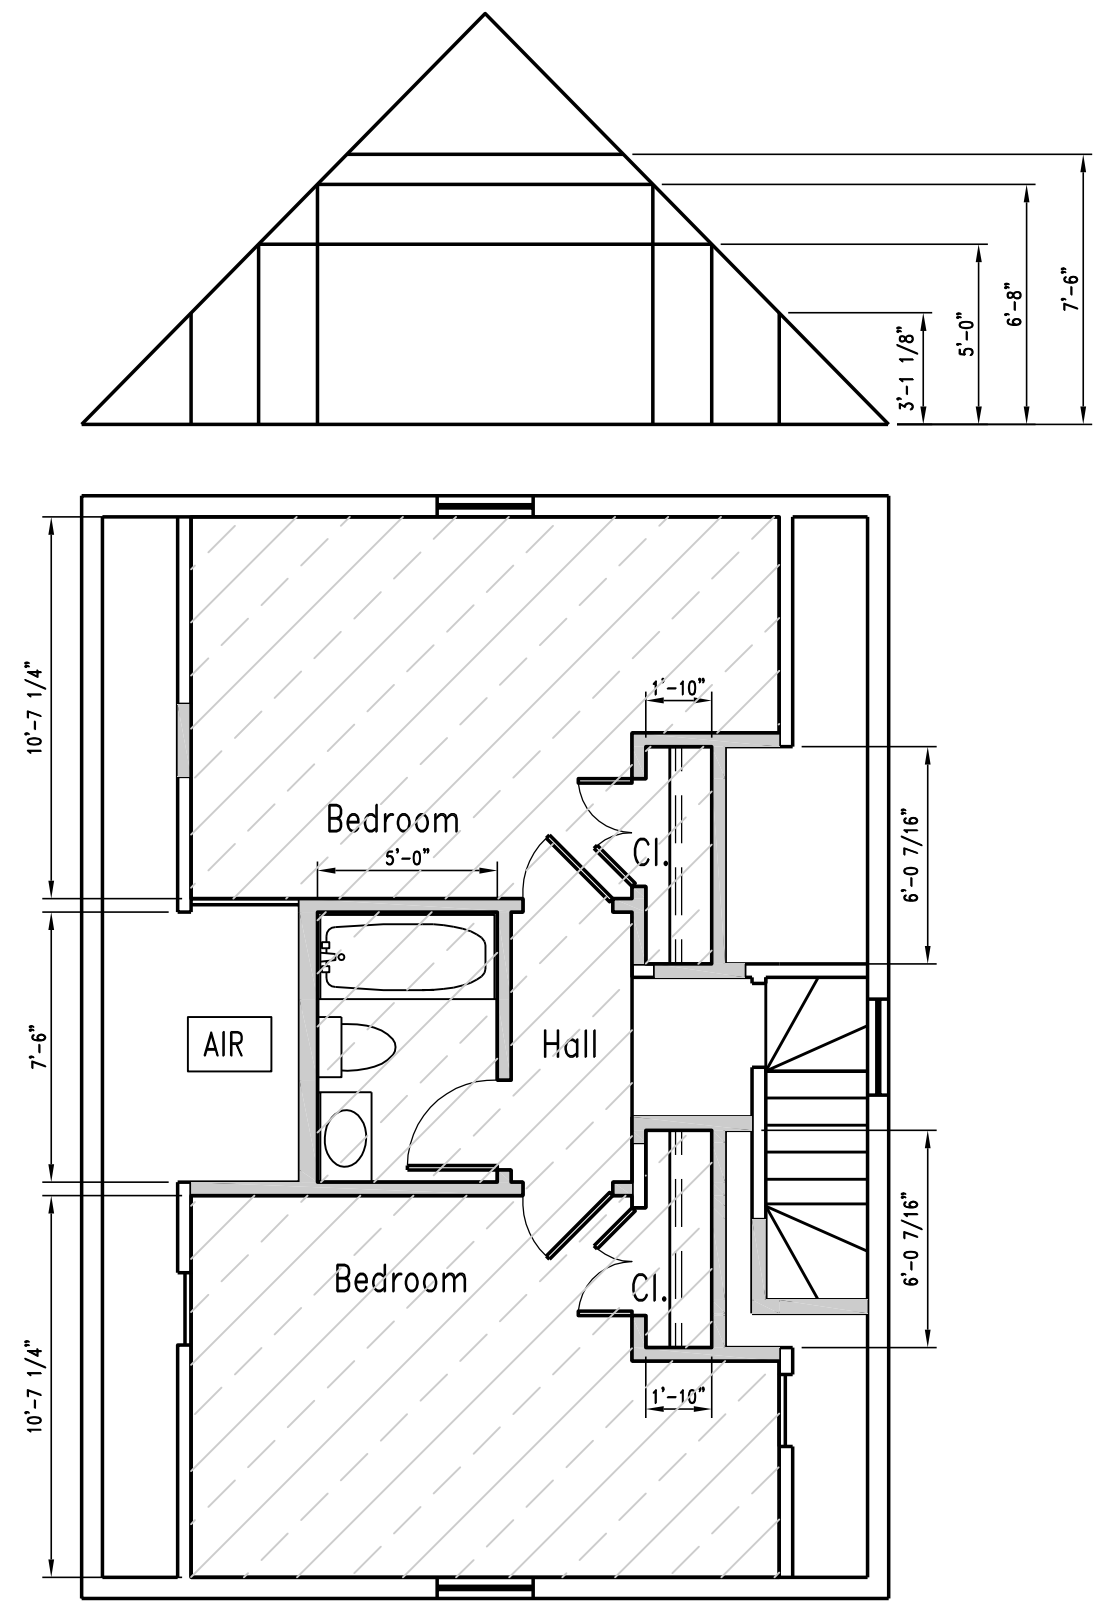 7'-6"
6'-8"
5'-0"
3'-1 1/8"
10'-7 1/4"
1'-10"
Bedroom
5'-0"
Cl.
6'-0 7/16"
7'-6"
AIR
Hall
6'-0 7/16"
Bedroom
Cl.
10'-7 1/4"
1'-10"